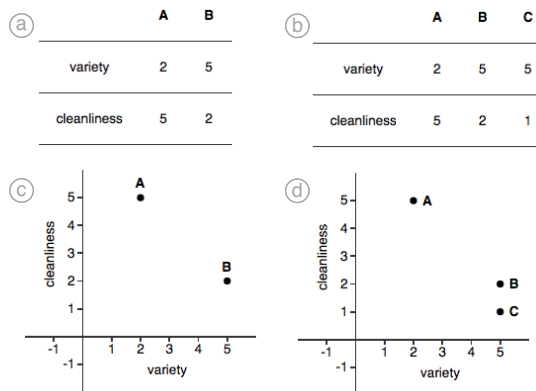 a
A B
variety 2 5
cleanliness 5 2
b
A B C
variety 2 5 5
cleanliness 5 2 1
c
A
5
4
3
B
2
1
-1 1 2 3 4 5
-1
cleanliness
variety
d
5 A
4
3
2 B
1 C
-1 1 2 3 4 5
-1
cleanliness
variety